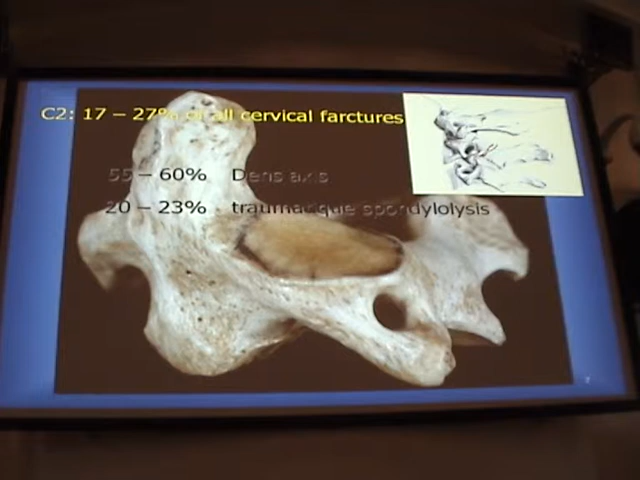 C2: 17 – 27% of all cervical farctures
55 – 60% Dens axis
20 – 23% traumatique spondylolysis